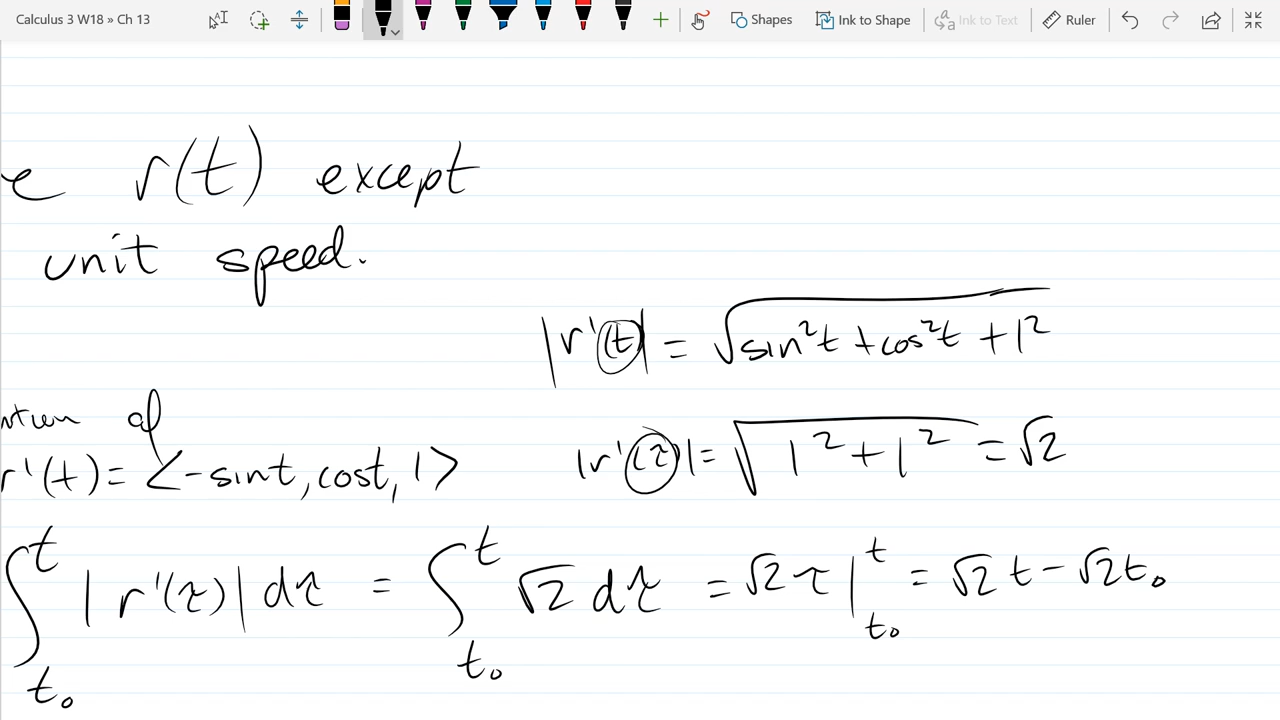 Calculus 3 W18 » Ch 13
Shapes
Ink to Shape
Ink to Text
Ruler
r(t) except
unit speed.
|r'(t)| = √(sin²t + cos²t + 1²)
of
r'(t) = <-sint, cost, 1>
|r'(τ)| = √(1² + 1²) = √2
∫_{t₀}^{t} |r'(τ)| dτ = ∫_{t₀}^{t} √2 dτ = √2 τ |_{t₀}^{t} = √2 t - √2 t₀